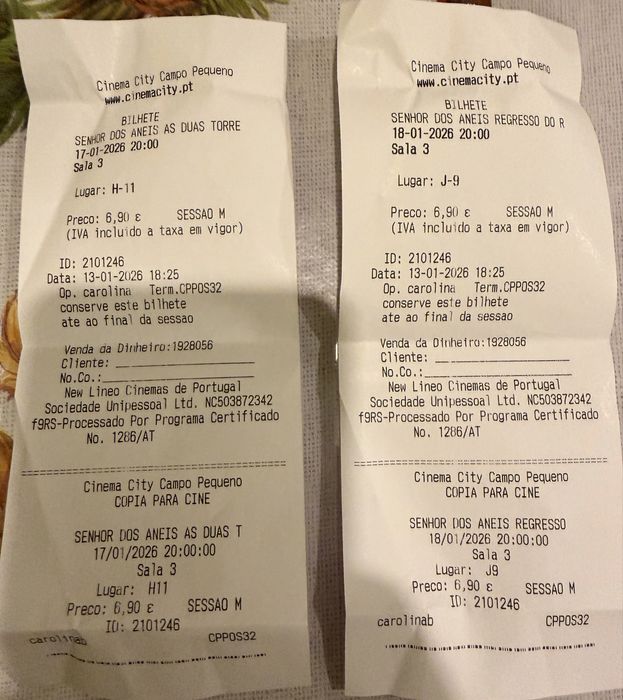 Cinema City Campo Pequeno
www.cinemacity.pt
BILHETE
SENHOR DOS ANEIS AS DUAS TORRE
17-01-2026 20:00
Sala 3
Lugar: H-11
Preco: 6,90 £ SESSAO M
(IVA incluido a taxa em vigor)
ID: 2101246
Data: 13-01-2026 18:25
Op. carolina Term.CPPOS32
conserve este bilhete
ate ao final da sessao
Venda da Dinheiro:1928056
Cliente: ____________________
No.Co.:______________________
New Lineo Cinemas de Portugal
Sociedade Unipessoal Ltd. NC503872342
f9RS-Processado Por Programa Certificado
No. 1286/AT
Cinema City Campo Pequeno
COPIA PARA CINE
SENHOR DOS ANEIS AS DUAS T
17/01/2026 20:00:00
Sala 3
Lugar: H11
Preco: 6,90 £ SESSAO M
ID: 2101246
carolinab CPPOS32
Cinema City Campo Pequeno
www.cinemacity.pt
BILHETE
SENHOR DOS ANEIS REGRESSO DO R
18-01-2026 20:00
Sala 3
Lugar: J-9
Preco: 6,90 £ SESSAO M
(IVA incluido a taxa em vigor)
ID: 2101246
Data: 13-01-2026 18:25
Op. carolina Term.CPPOS32
conserve este bilhete
ate ao final da sessao
Venda da Dinheiro:1928056
Cliente: ____________________
No.Co.:______________________
New Lineo Cinemas de Portugal
Sociedade Unipessoal Ltd. NC503872342
f9RS-Processado Por Programa Certificado
No. 1286/AT
Cinema City Campo Pequeno
COPIA PARA CINE
SENHOR DOS ANEIS REGRESSO
18/01/2026 20:00:00
Sala 3
Lugar: J9
Preco: 6,90 £ SESSAO M
ID: 2101246
carolinab CPPOS32